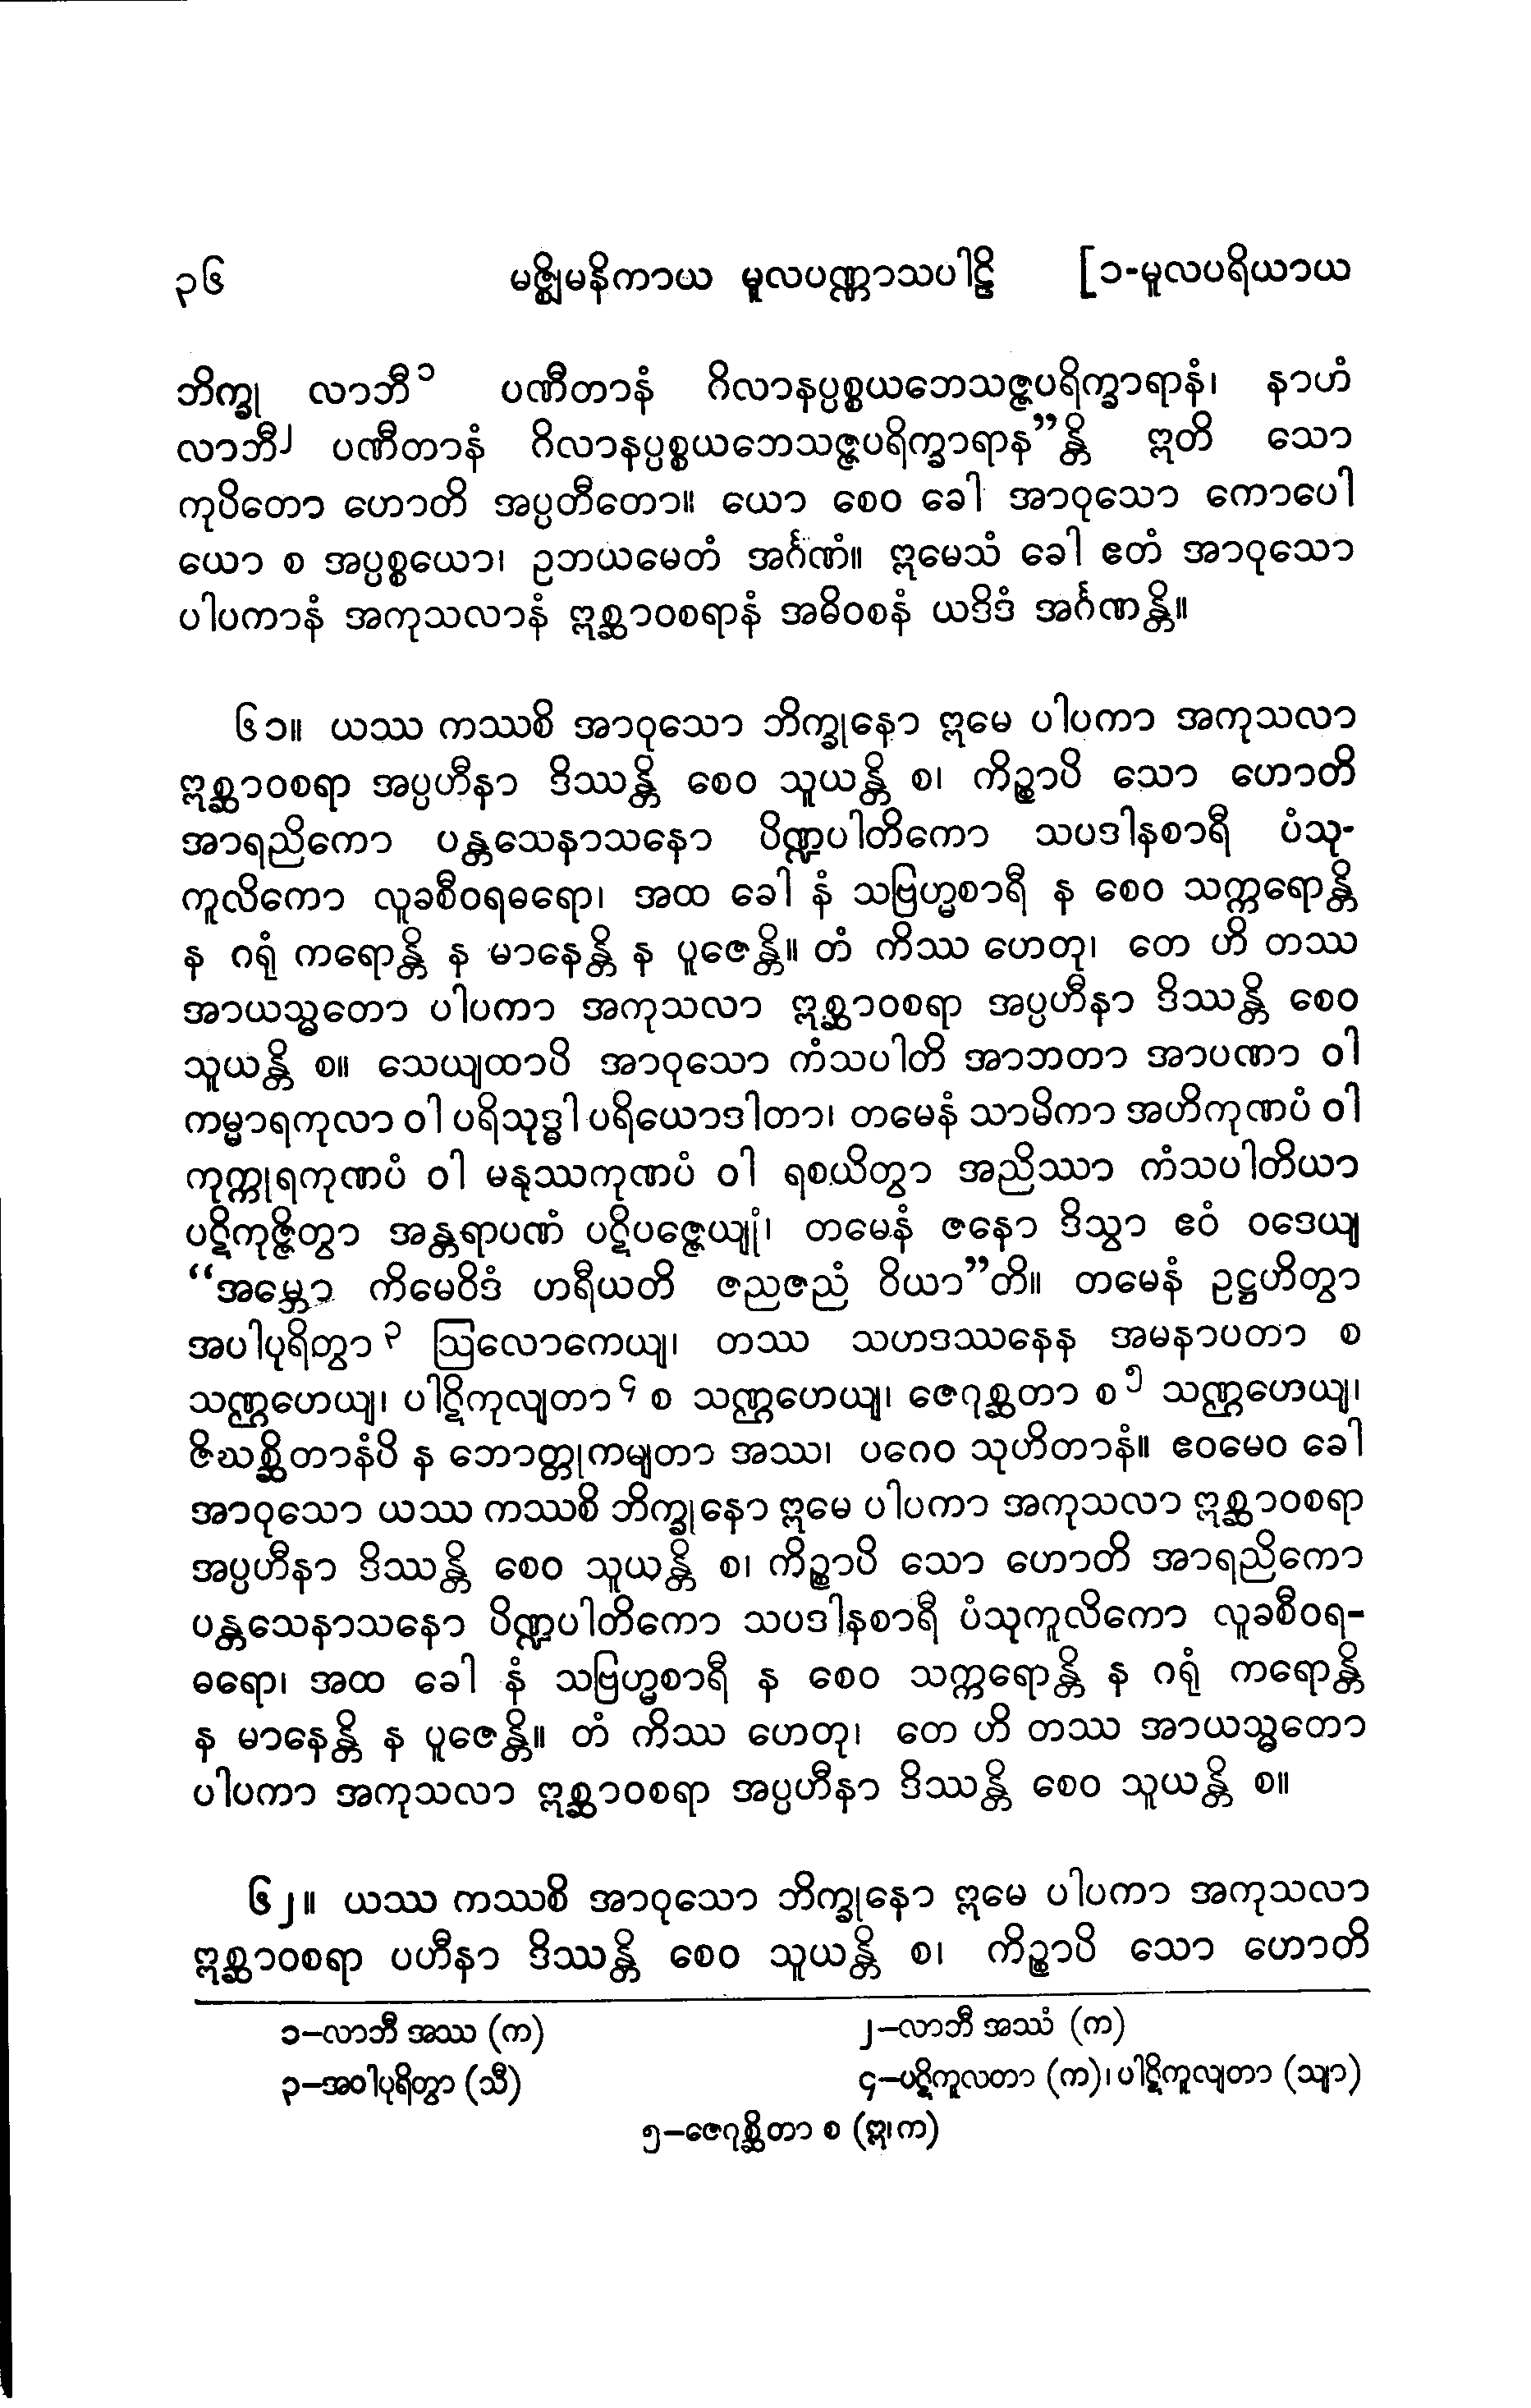 ၃၆ မဇ္ဈိမနိကာယ မူလပဏ္ဏာသပါဠိ [၁-မူလပရိယာယ
ဘိက္ခု လာဘီ၁ ပဏီတာနံ ဂိလာနပ္ပစ္စယဘေသဇ္ဇပရိက္ခာရာနံ၊ နာဟံ
လာဘီ၂ ပဏီတာနံ ဂိလာနပ္ပစ္စယဘေသဇ္ဇပရိက္ခာရာန”န္တိ ဣတိ သော
ကုပိတော ဟောတိ အပ္ပတီတော။ ယော စေဝ ခေါ အာဝုသော ကောပေါ
ယော စ အပ္ပစ္စယော၊ ဥဘယမေတံ အင်္ဂဏံ။ ဣမေသံ ခေါ ဧတံ အာဝုသော
ပါပကာနံ အကုသလာနံ ဣစ္ဆာဝစရာနံ အဓိဝစနံ ယဒိဒံ အင်္ဂဏန္တိ။
၆၁။ ယဿ ကဿစိ အာဝုသော ဘိက္ခုနော ဣမေ ပါပကာ အကုသလာ
ဣစ္ဆာဝစရာ အပ္ပဟီနာ ဒိဿန္တိ စေဝ သူယန္တိ စ၊ ကိဉ္စာပိ သော ဟောတိ
အာရညိကော ပန္တသေနာသနော ပိဏ္ဍပါတိကော သပဒါနစာရီ ပံသု-
ကူလိကော လူခစီဝရဓရော၊ အထ ခေါ နံ သဗြဟ္မစာရီ န စေဝ သက္ကရောန္တိ
န ဂရုံ ကရောန္တိ န မာနေန္တိ န ပူဇေန္တိ။ တံ ကိဿ ဟေတု၊ တေ ဟိ တဿ
အာယသ္မတော ပါပကာ အကုသလာ ဣစ္ဆာဝစရာ အပ္ပဟီနာ ဒိဿန္တိ စေဝ
သူယန္တိ စ။ သေယျထာပိ အာဝုသော ကံသပါတိ အာဘတာ အာပဏာ ဝါ
ကမ္မာရကုလာ ဝါ ပရိသုဒ္ဓါ ပရိယောဒါတာ၊ တမေနံ သာမိကာ အဟိကုဏပံ ဝါ
ကုက္ကုရကုဏပံ ဝါ မနုဿကုဏပံ ဝါ ရစယိတွာ အညိဿာ ကံသပါတိယာ
ပဋိကုဇ္ဇိတွာ အန္တရာပဏံ ပဋိပဇ္ဇေယျုံ၊ တမေနံ ဇနော ဒိသွာ ဧဝံ ဝဒေယျ
“အမ္ဘော ကိမေဝိဒံ ဟရီယတိ ဇညဇညံ ဝိယာ”တိ။ တမေနံ ဥဋ္ဌဟိတွာ
အပါပုရိတွာ၃ ဩလောကေယျ၊ တဿ သဟဒဿနေန အမနာပတာ စ
သဏ္ဌဟေယျ၊ ပါဋိကုလျတာ၄ စ သဏ္ဌဟေယျ၊ ဇေဂုစ္ဆတာ စ၅ သဏ္ဌဟေယျ၊
ဇိဃစ္ဆိတာနံပိ န ဘောတ္တုကမျတာ အဿ၊ ပဂေဝ သုဟိတာနံ။ ဧဝမေဝ ခေါ
အာဝုသော ယဿ ကဿစိ ဘိက္ခုနော ဣမေ ပါပကာ အကုသလာ ဣစ္ဆာဝစရာ
အပ္ပဟီနာ ဒိဿန္တိ စေဝ သူယန္တိ စ၊ ကိဉ္စာပိ သော ဟောတိ အာရညိကော
ပန္တသေနာသနော ပိဏ္ဍပါတိကော သပဒါနစာရီ ပံသုကူလိကော လူခစီဝရ-
ဓရော၊ အထ ခေါ နံ သဗြဟ္မစာရီ န စေဝ သက္ကရောန္တိ န ဂရုံ ကရောန္တိ
န မာနေန္တိ န ပူဇေန္တိ။ တံ ကိဿ ဟေတု၊ တေ ဟိ တဿ အာယသ္မတော
ပါပကာ အကုသလာ ဣစ္ဆာဝစရာ အပ္ပဟီနာ ဒိဿန္တိ စေဝ သူယန္တိ စ။
၆၂။ ယဿ ကဿစိ အာဝုသော ဘိက္ခုနော ဣမေ ပါပကာ အကုသလာ
ဣစ္ဆာဝစရာ ပဟီနာ ဒိဿန္တိ စေဝ သူယန္တိ စ၊ ကိဉ္စာပိ သော ဟောတိ
၁–လာဘီ အဿ (က) ၂–လာဘီ အဿံ (က)
၃–အဝါပုရိတွာ (သီ) ၄–ပဋိကူလတာ (က)၊ ပါဋိကူလျတာ (သျာ)
၅–ဇေဂုစ္ဆိတာ စ (ဣ၊က)